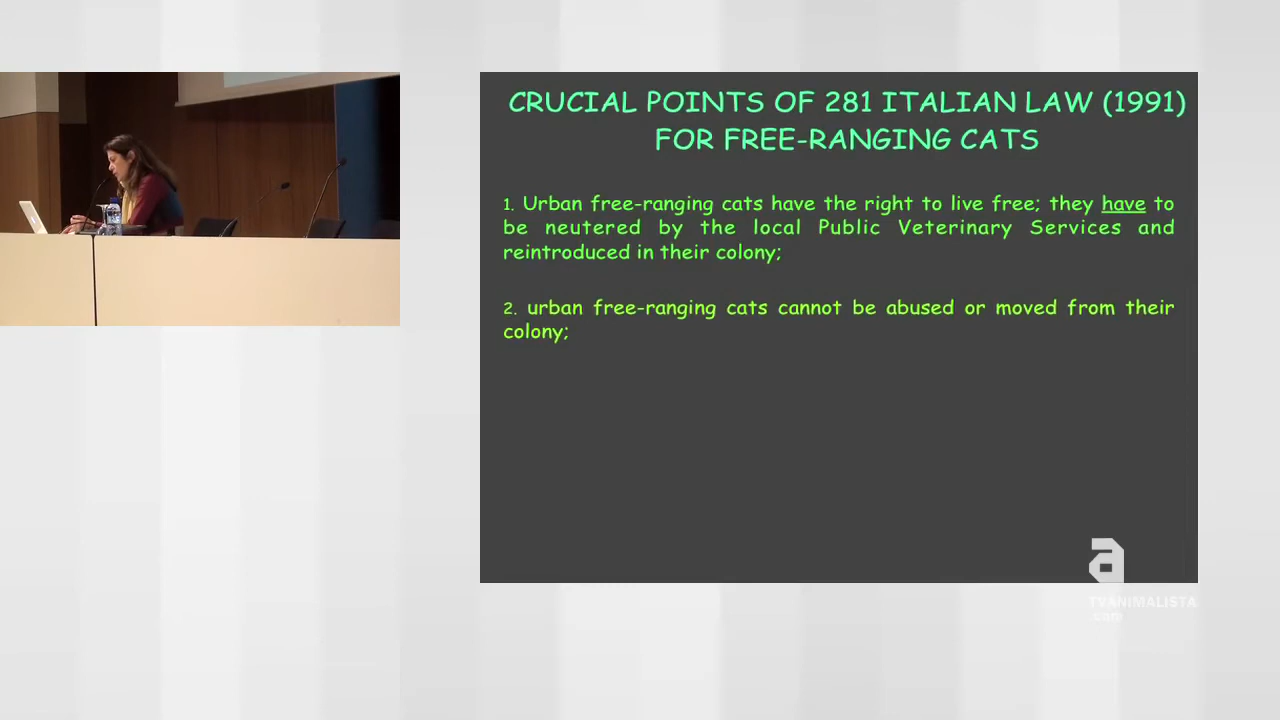 CRUCIAL POINTS OF 281 ITALIAN LAW (1991)
FOR FREE-RANGING CATS
1. Urban free-ranging cats have the right to live free; they have to
be neutered by the local Public Veterinary Services and
reintroduced in their colony;
2. urban free-ranging cats cannot be abused or moved from their
colony;
a
TVANIMALISTA
.com